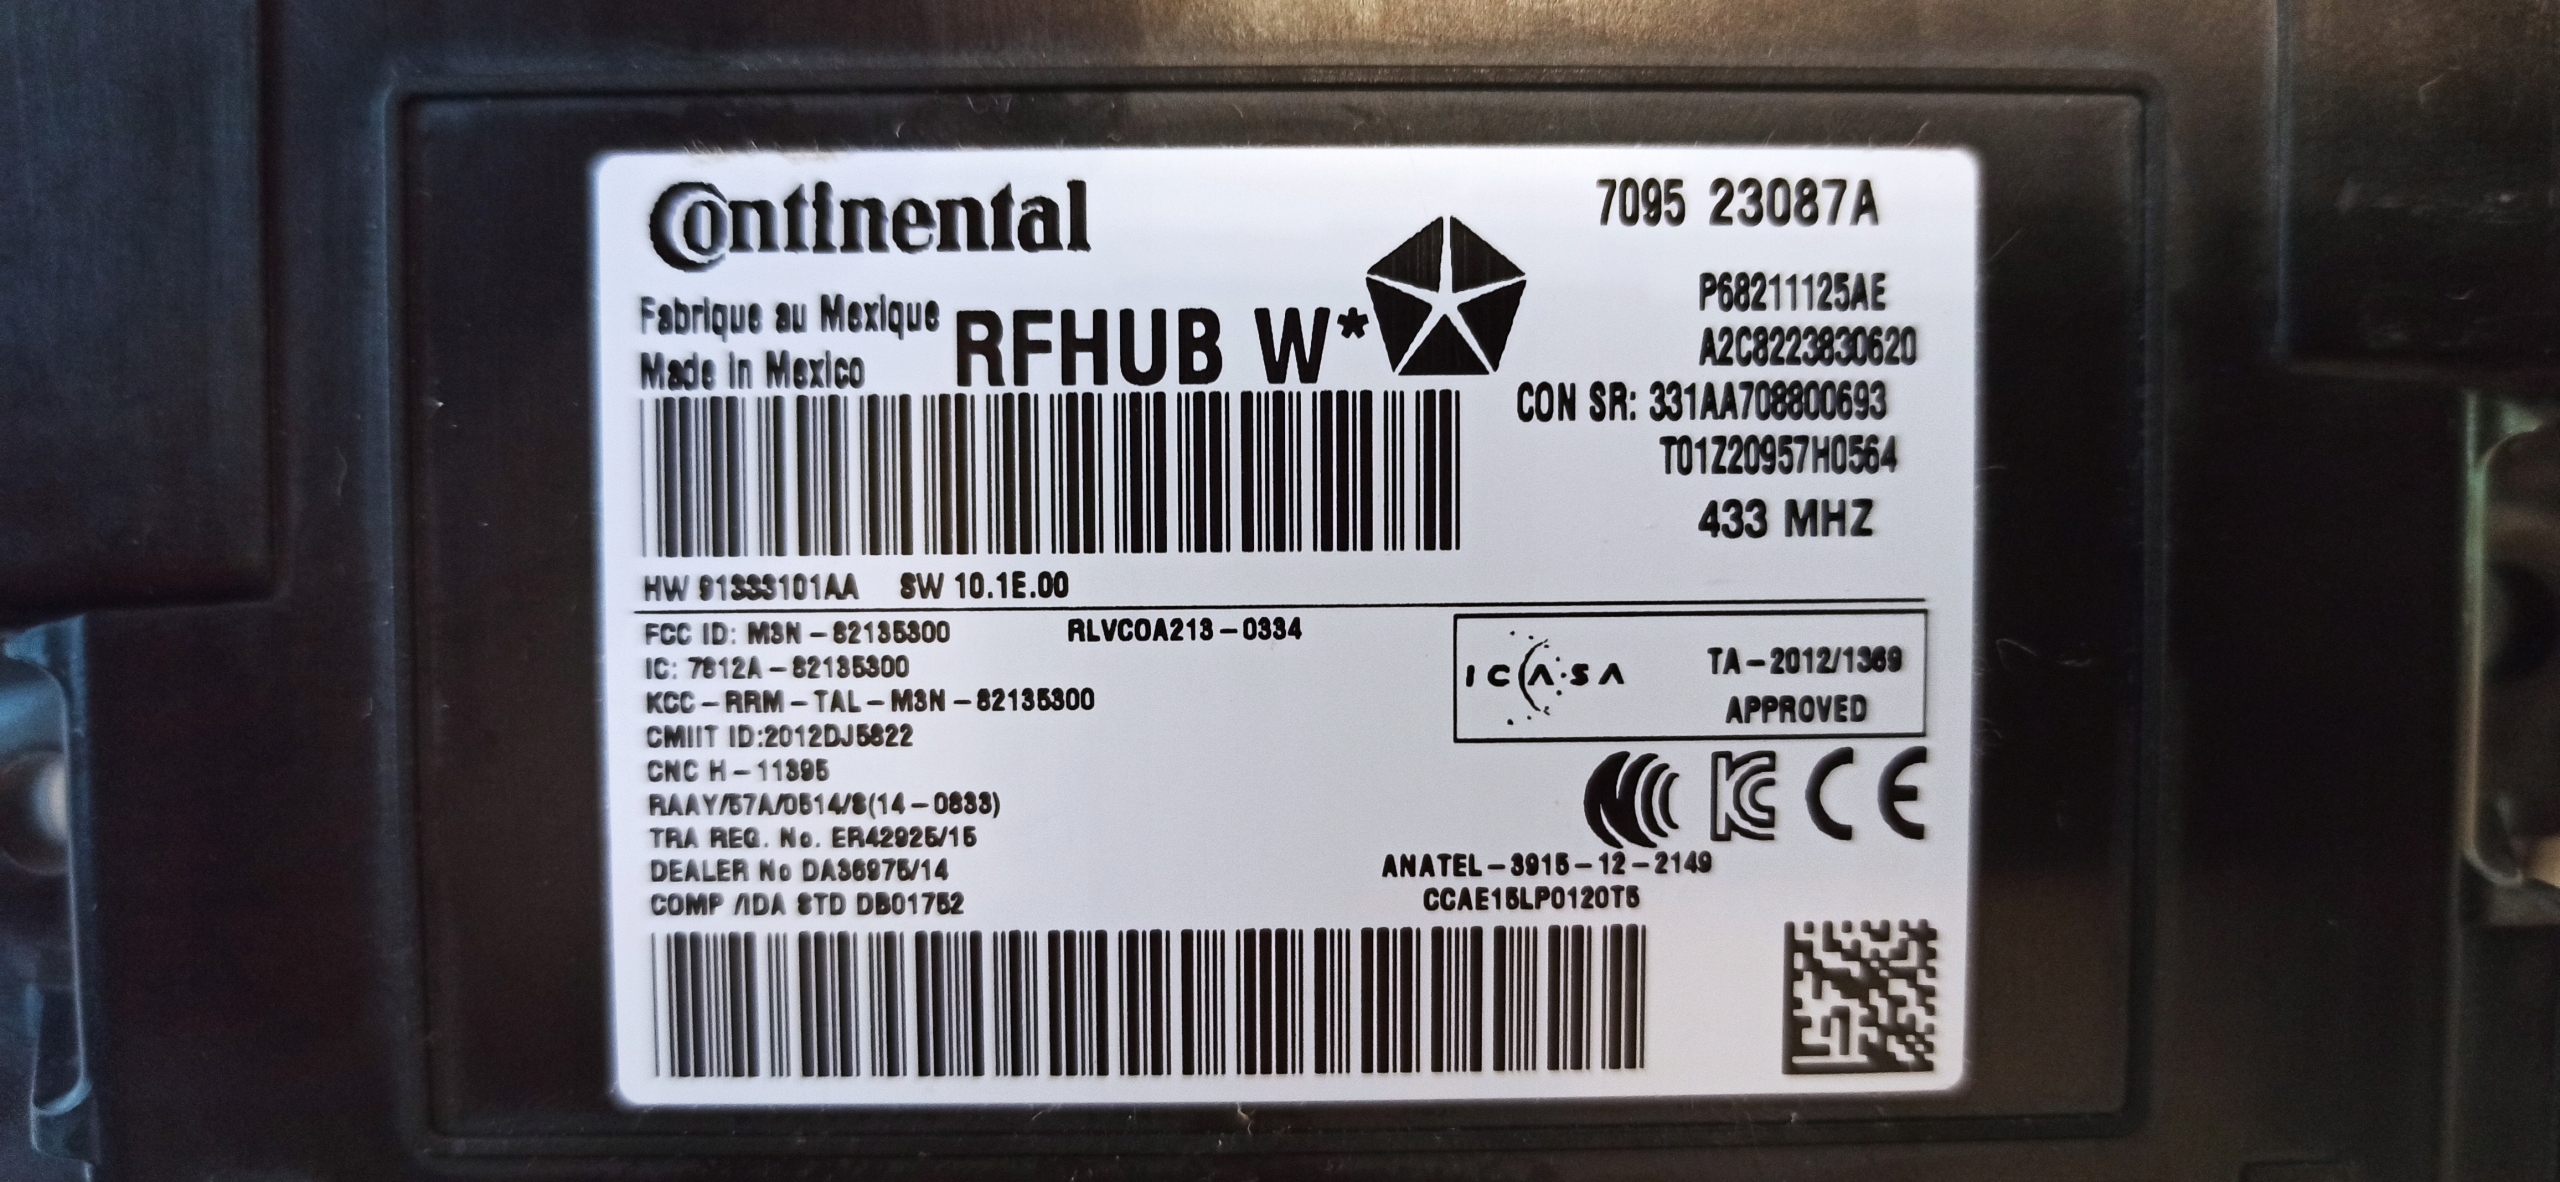 Continental
7095 23087A
Fabrique au Mexique
Made in Mexico
RFHUB W*
P68211125AE
A2C8223830620
CON SR: 331AA708800693
T01Z20957H0564
433 MHZ
HW 91333101AA SW 10.1E.00
FCC ID: M3N-82135300 RLVCOA213-0334
IC: 7812A-82135300
KCC-RRM-TAL-M3N-82135300
CMIIT ID:2012DJ5822
CNC H-11395
RAAY/57A/0514/S(14-0833)
TRA REG. No. ER42925/15
DEALER No DA36975/14
COMP /IDA STD DB01752
ICASA
TA-2012/1369
APPROVED
KC CE
ANATEL-3915-12-2149
CCAE15LP0120T5